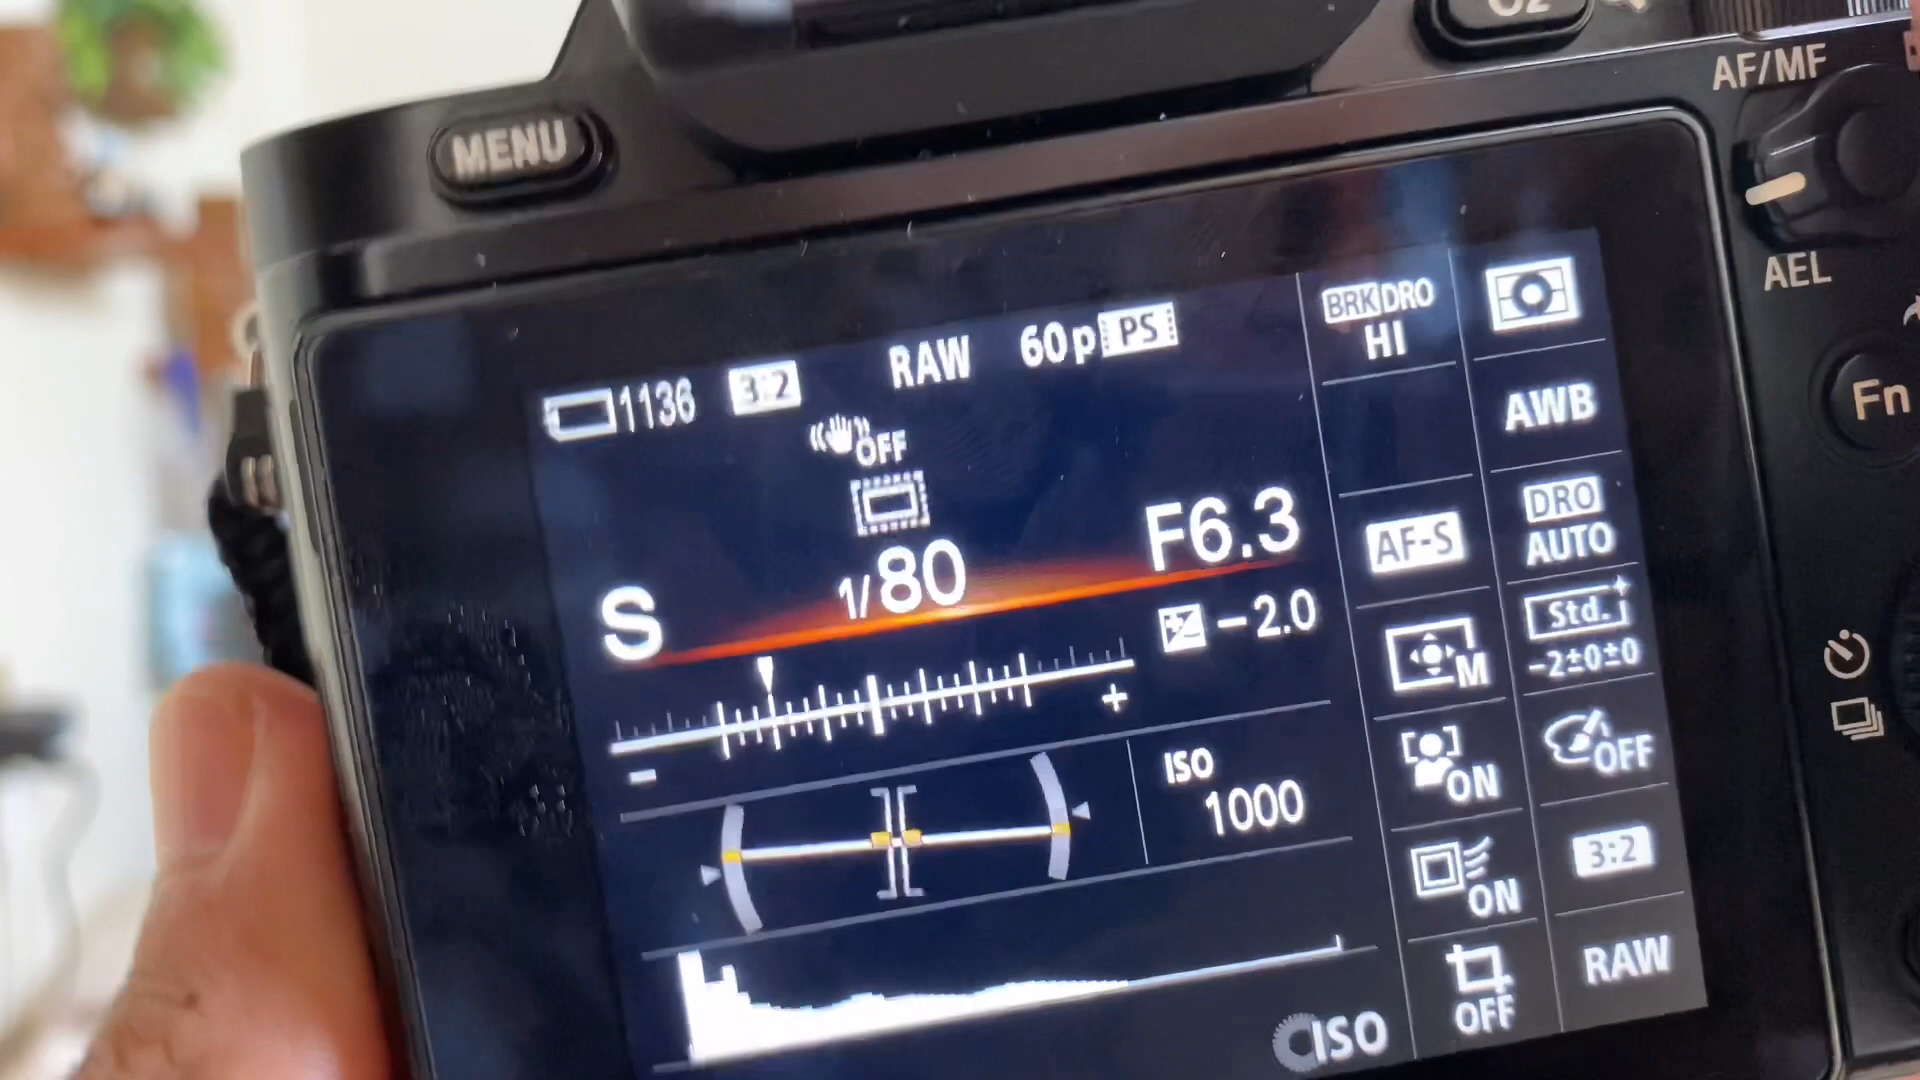 C2
AF/MF
MENU
AEL
Fn
1136 3:2 RAW 60p PS
BRK DRO
HI
OFF
AWB
S 1/80 F6.3
AF-S
DRO
AUTO
-2.0
M
Std.
-2±0±0
- +
ISO
1000
ON
OFF
ON
3:2
ISO
OFF
RAW